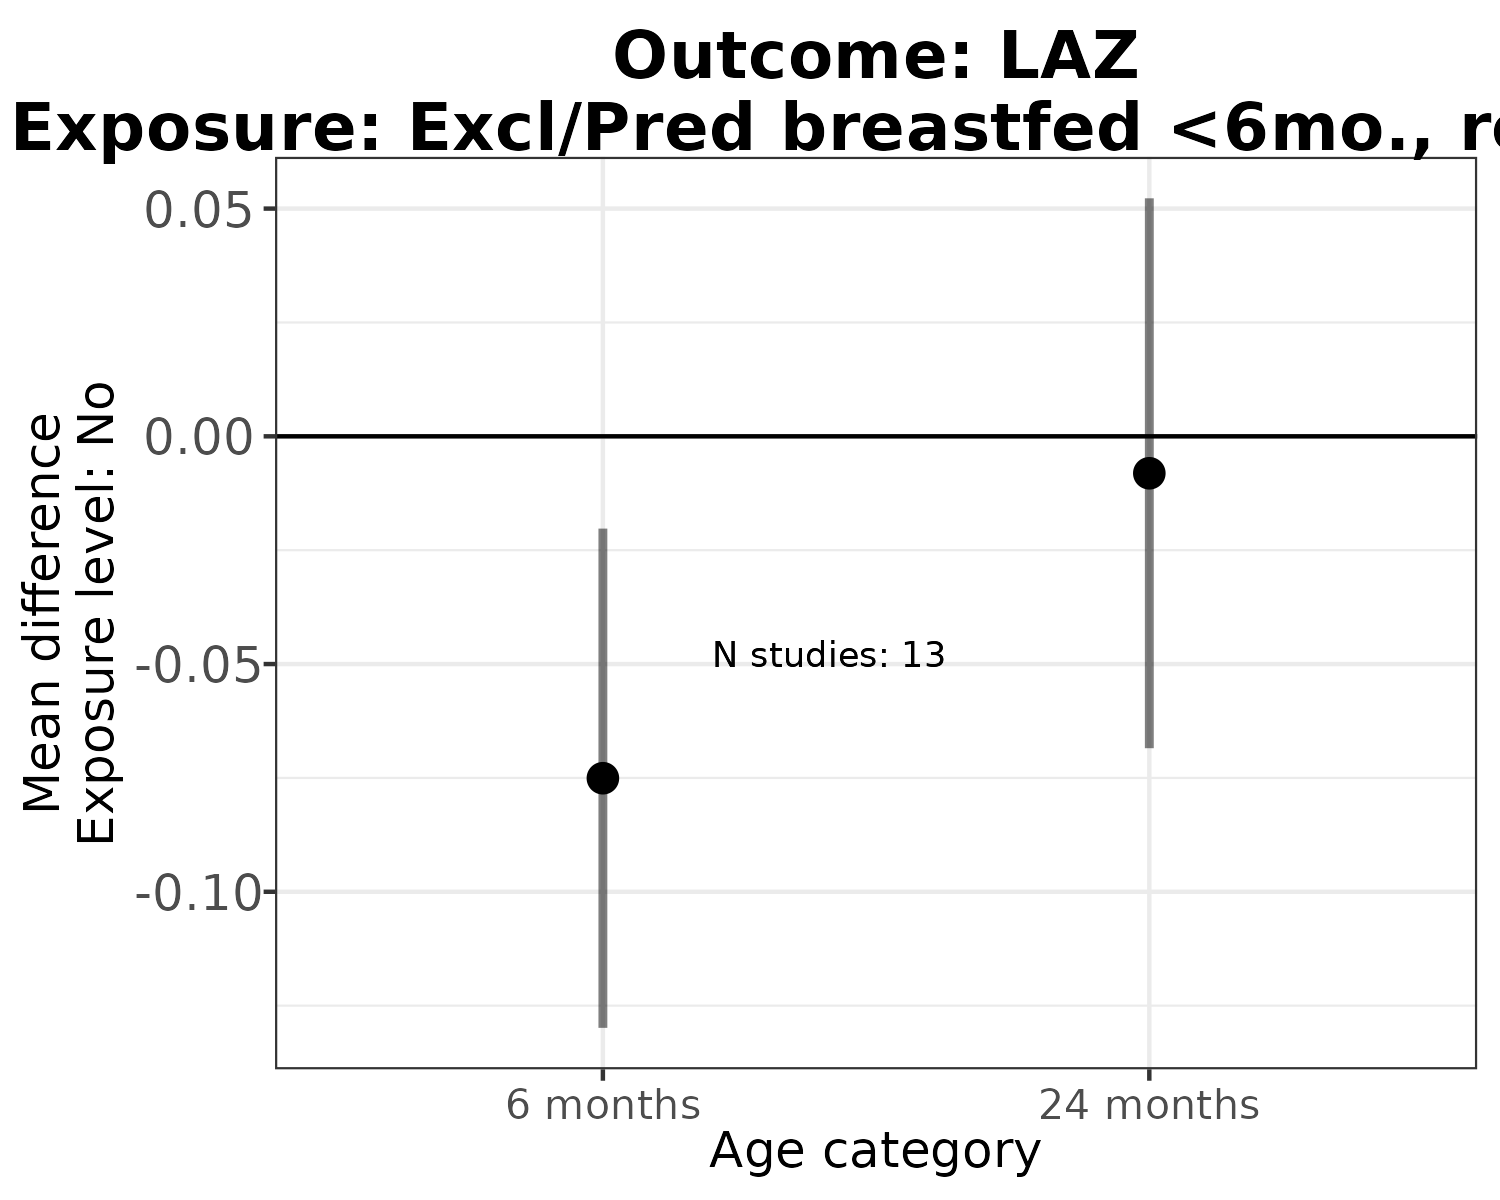 Outcome: LAZ
Exposure: Excl/Pred breastfed <6mo.,
0.05
0.00
-0.05
-0.10
Mean difference
Exposure level: No
N studies: 13
6 months
24 months
Age category